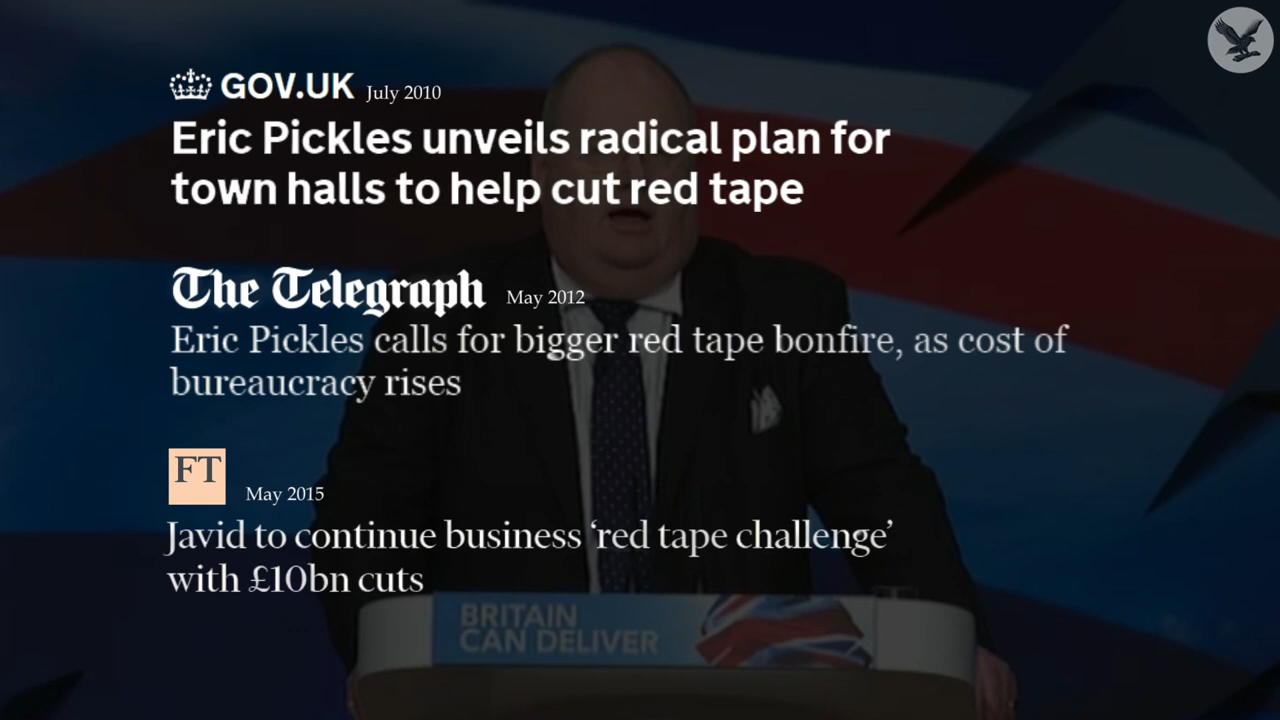 GOV.UK July 2010
Eric Pickles unveils radical plan for
town halls to help cut red tape
The Telegraph May 2012
Eric Pickles calls for bigger red tape bonfire, as cost of
bureaucracy rises
FT May 2015
Javid to continue business ‘red tape challenge’
with £10bn cuts
BRITAIN
CAN DELIVER